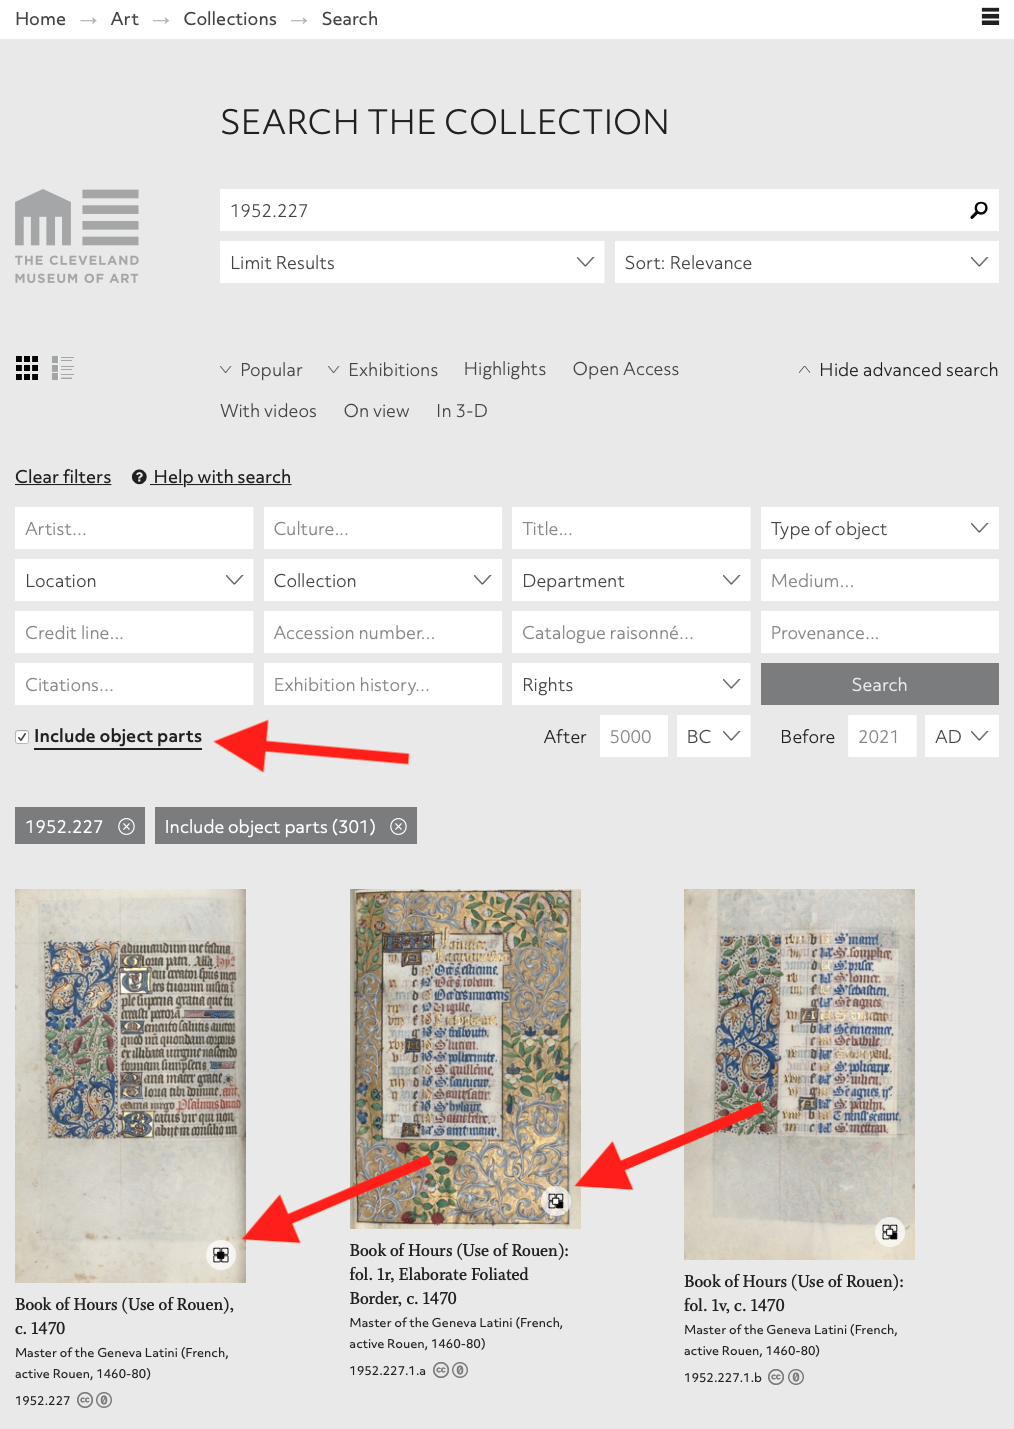 Home → Art → Collections → Search
SEARCH THE COLLECTION
THE CLEVELAND
MUSEUM OF ART
1952.227
Limit Results
Sort: Relevance
Popular
Exhibitions
Highlights
Open Access
Hide advanced search
With videos
On view
In 3-D
Clear filters
Help with search
Artist...
Culture...
Title...
Type of object
Location
Collection
Department
Medium...
Credit line...
Accession number...
Catalogue raisonné...
Provenance...
Citations...
Exhibition history...
Rights
Search
Include object parts
After
5000
BC
Before
2021
AD
1952.227
Include object parts (301)
Book of Hours (Use of Rouen),
c. 1470
Master of the Geneva Latini (French,
active Rouen, 1460-80)
1952.227
Book of Hours (Use of Rouen):
fol. 1r, Elaborate Foliated
Border, c. 1470
Master of the Geneva Latini (French,
active Rouen, 1460-80)
1952.227.1.a
Book of Hours (Use of Rouen):
fol. 1v, c. 1470
Master of the Geneva Latini (French,
active Rouen, 1460-80)
1952.227.1.b